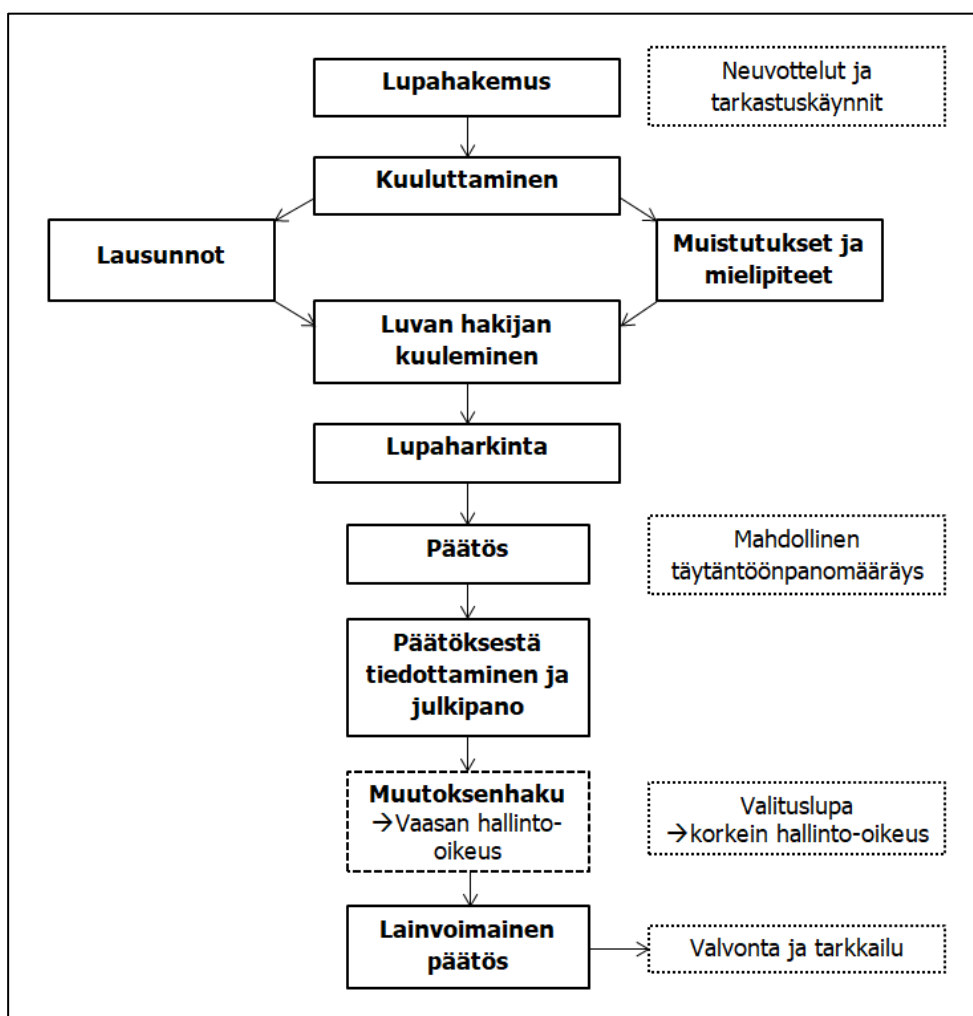 Lupahakemus
Neuvottelut ja
tarkastuskäynnit
Kuuluttaminen
Lausunnot
Muistutukset ja
mielipiteet
Luvan hakijan
kuuleminen
Lupaharkinta
Päätös
Mahdollinen
täytäntöönpanomääräys
Päätöksestä
tiedottaminen ja
julkipano
Muutoksenhaku
→Vaasan hallinto-
oikeus
Valituslupa
→korkein hallinto-oikeus
Lainvoimainen
päätös
Valvonta ja tarkkailu